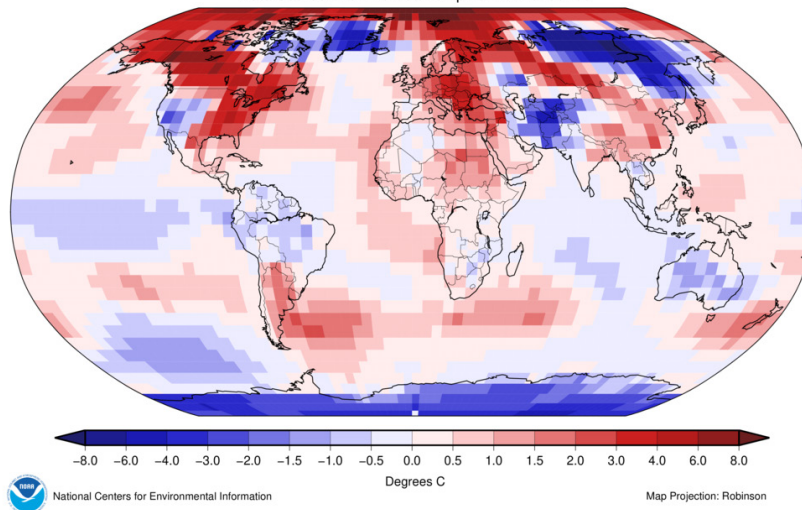 -8.0 -6.0 -4.0 -3.0 -2.0 -1.5 -1.0 -0.5 0.0 0.5 1.0 1.5 2.0 3.0 4.0 6.0 8.0
Degrees C
NOAA
National Centers for Environmental Information
Map Projection: Robinson